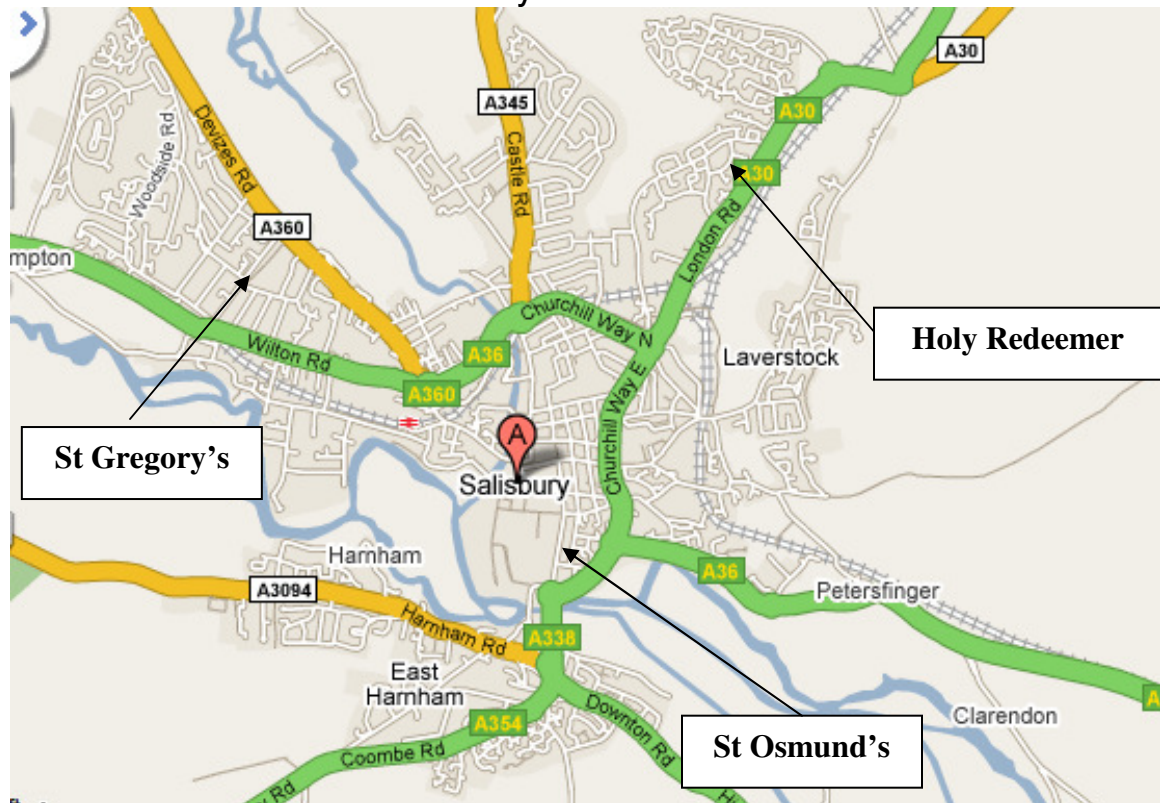 A30
A345
A30
Devizes Rd
Woodside Rd
Castle Rd
A30
A360
London Rd
mpton
Churchill Way N
Holy Redeemer
Wilton Rd
A36
Laverstock
A360
Churchill Way E
St Gregory's
A
Salisbury
Harnham
A36
A3094
Petersfinger
Harnham Rd
A338
East
Harnham
Downton Rd
Clarendon
A354
St Osmund's
Coombe Rd
Rd